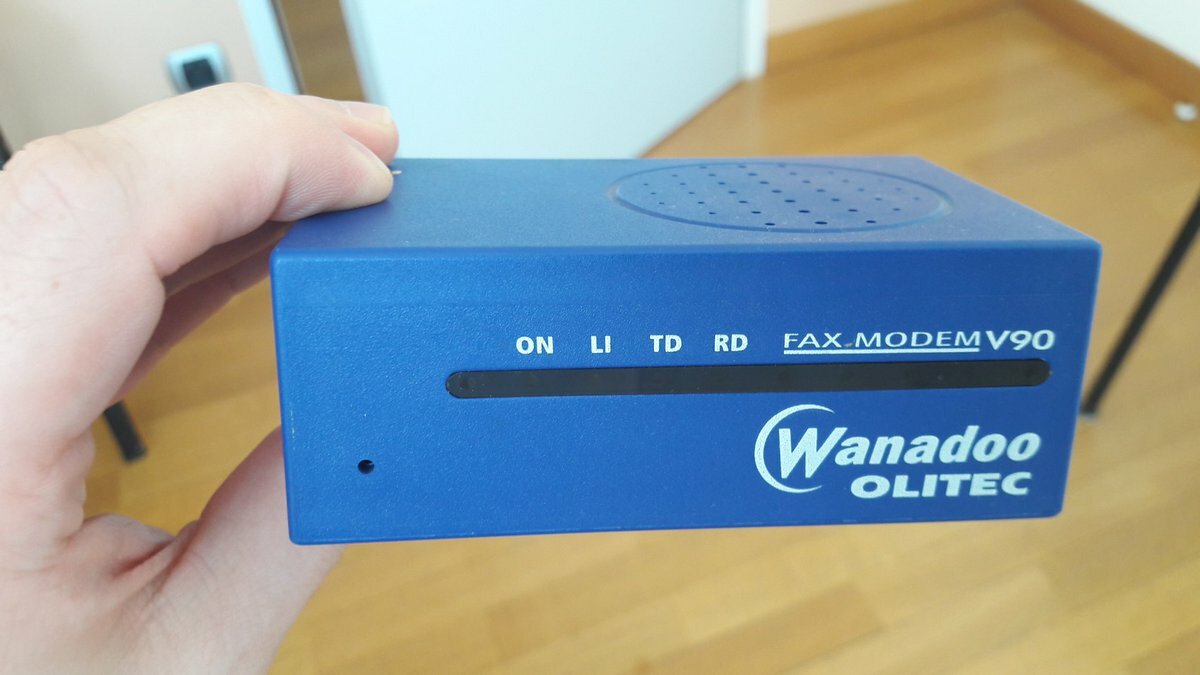 ON LI TD RD FAX-MODEM V90
Wanadoo
OLITEC